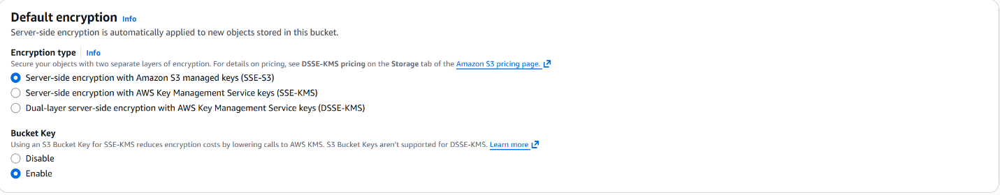 Default encryption Info
Server-side encryption is automatically applied to new objects stored in this bucket.
Encryption type Info
Secure your objects with two separate layers of encryption. For details on pricing, see DSSE-KMS pricing on the Storage tab of the Amazon S3 pricing page.
Server-side encryption with Amazon S3 managed keys (SSE-S3)
Server-side encryption with AWS Key Management Service keys (SSE-KMS)
Dual-layer server-side encryption with AWS Key Management Service keys (DSSE-KMS)
Bucket Key
Using an S3 Bucket Key for SSE-KMS reduces encryption costs by lowering calls to AWS KMS. S3 Bucket Keys aren't supported for DSSE-KMS. Learn more
Disable
Enable